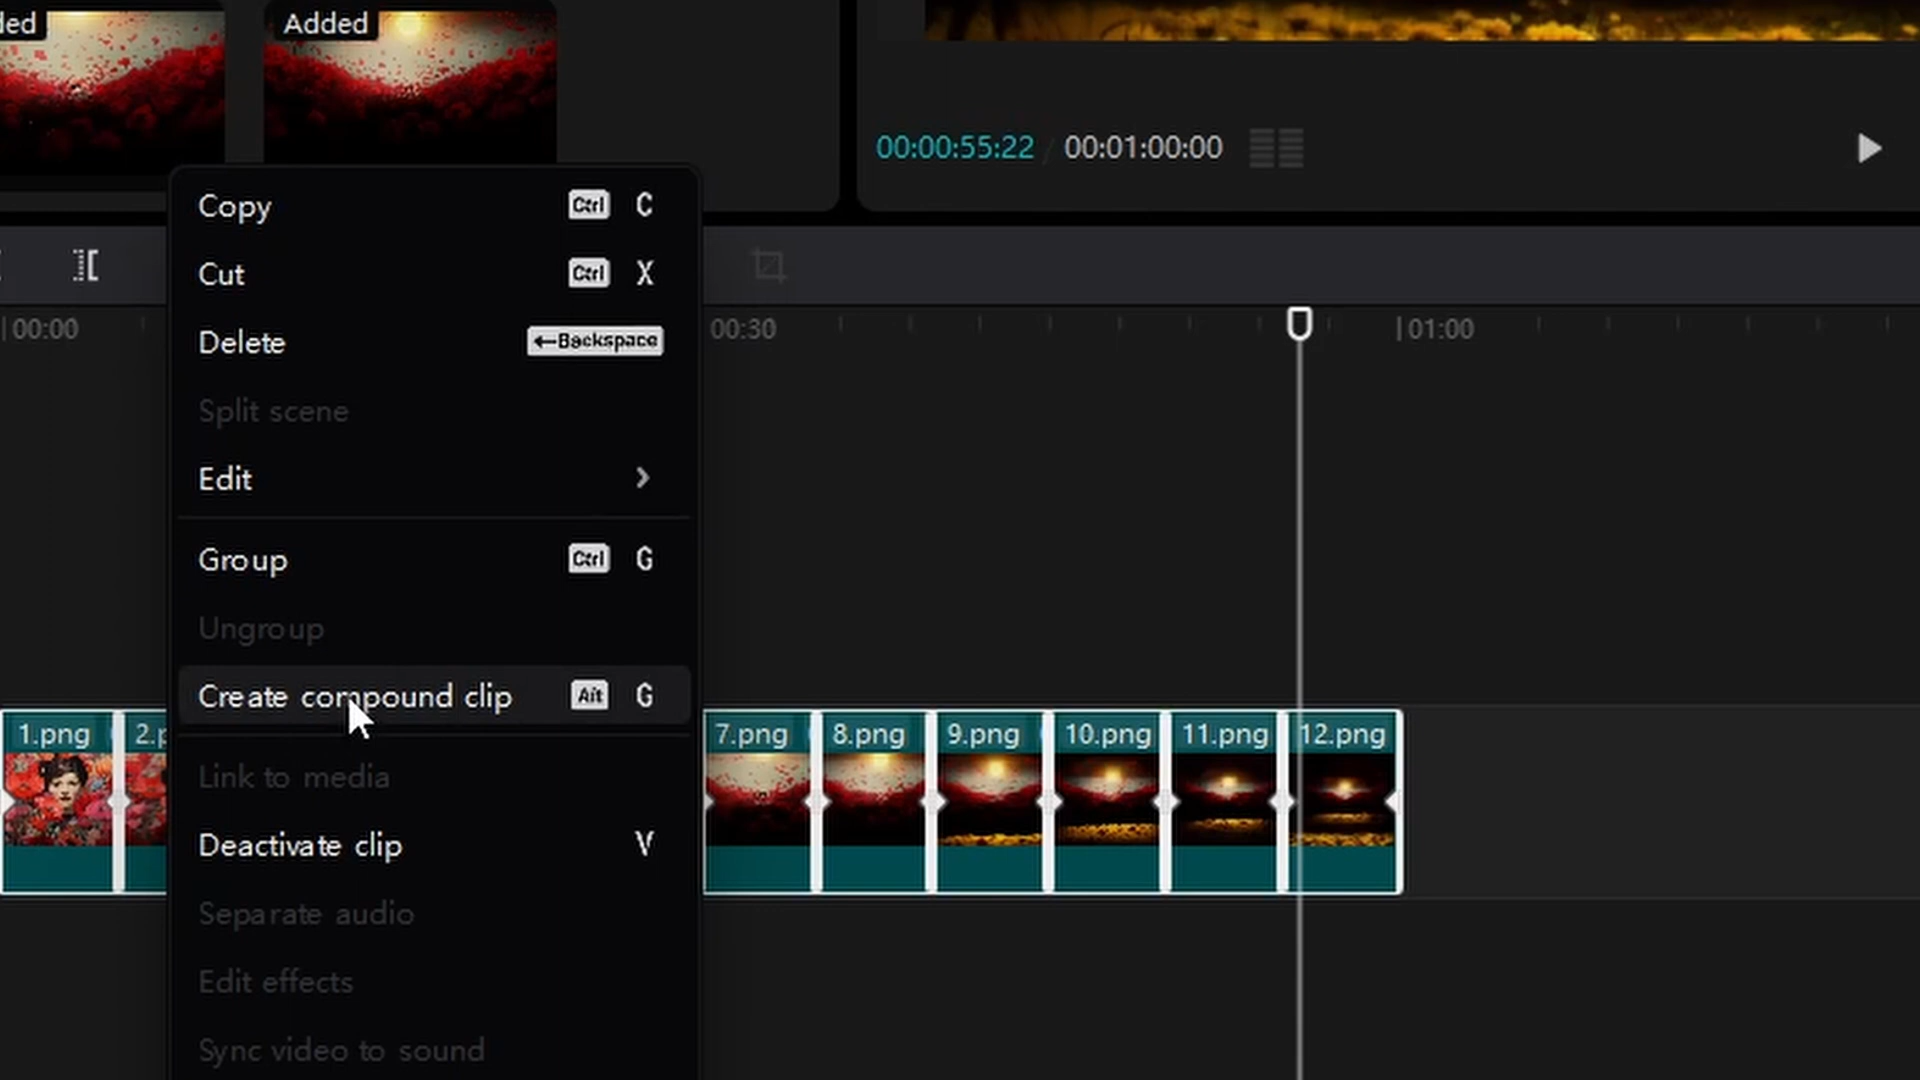 ded
Added
00:00:55:22 / 00:01:00:00
Copy Ctrl C
Cut Ctrl X
Delete ←Backspace
Split scene
Edit
Group Ctrl G
Ungroup
Create compound clip Alt G
Link to media
Deactivate clip V
Separate audio
Edit effects
Sync video to sound
00:00
00:30
01:00
1.png
2.p
7.png
8.png
9.png
10.png
11.png
12.png